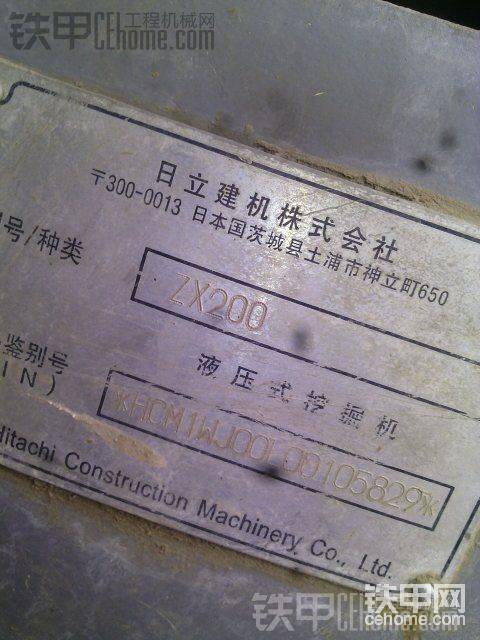 铁甲 工程机械网
CEhome.com
日立建机株式会社
〒300-0013 日本国茨城县土浦市神立町650
号/种类
ZX200
液压式挖掘机
鉴别号
IN)
*HCM1WJ00L00105829*
Hitachi Construction Machinery Co., Ltd.
铁甲 CEhome.com
铁甲网
cehome.com